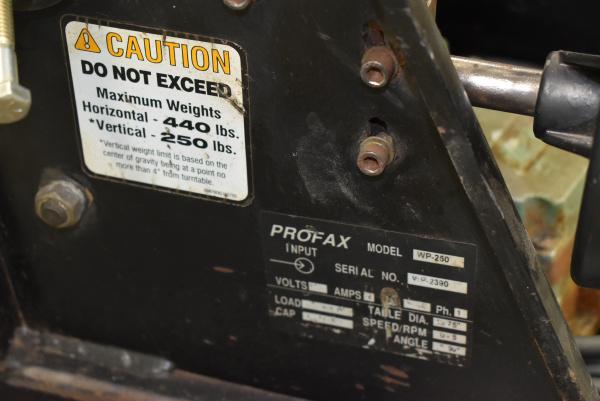 CAUTION
DO NOT EXCEED
Maximum Weights
Horizontal - 440 lbs.
*Vertical - 250 lbs.
*Vertical weight limit is based on the
center of gravity being at a point no
more than 4" from turntable.
PROFAX MODEL WP-250
INPUT
SERIAL NO.
VOLTS AMPS Ph. 1
LOAD TABLE DIA.
CAP SPEED/RPM
ANGLE